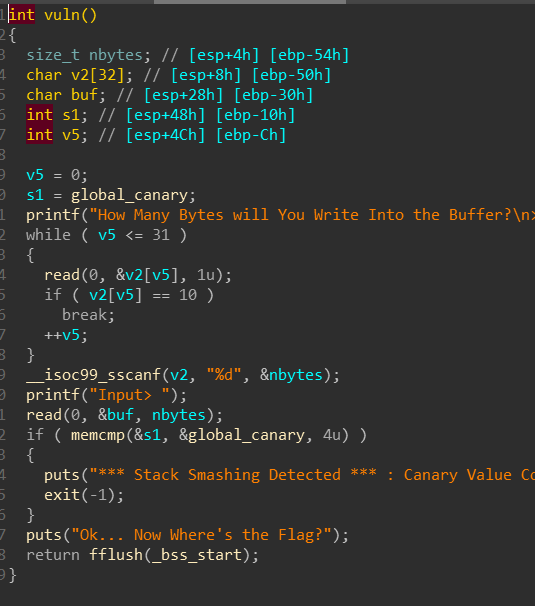 1 int vuln()
2 {
3 size_t nbytes; // [esp+4h] [ebp-54h]
4 char v2[32]; // [esp+8h] [ebp-50h]
5 char buf; // [esp+28h] [ebp-30h]
6 int s1; // [esp+48h] [ebp-10h]
7 int v5; // [esp+4Ch] [ebp-Ch]
8
9 v5 = 0;
0 s1 = global_canary;
1 printf("How Many Bytes will You Write Into the Buffer?\n>
2 while ( v5 <= 31 )
3 {
4 read(0, &v2[v5], 1u);
5 if ( v2[v5] == 10 )
6 break;
7 ++v5;
8 }
9 __isoc99_sscanf(v2, "%d", &nbytes);
0 printf("Input> ");
1 read(0, &buf, nbytes);
2 if ( memcmp(&s1, &global_canary, 4u) )
3 {
4 puts("*** Stack Smashing Detected *** : Canary Value Co
5 exit(-1);
6 }
7 puts("Ok... Now Where's the Flag?");
8 return fflush(_bss_start);
9 }